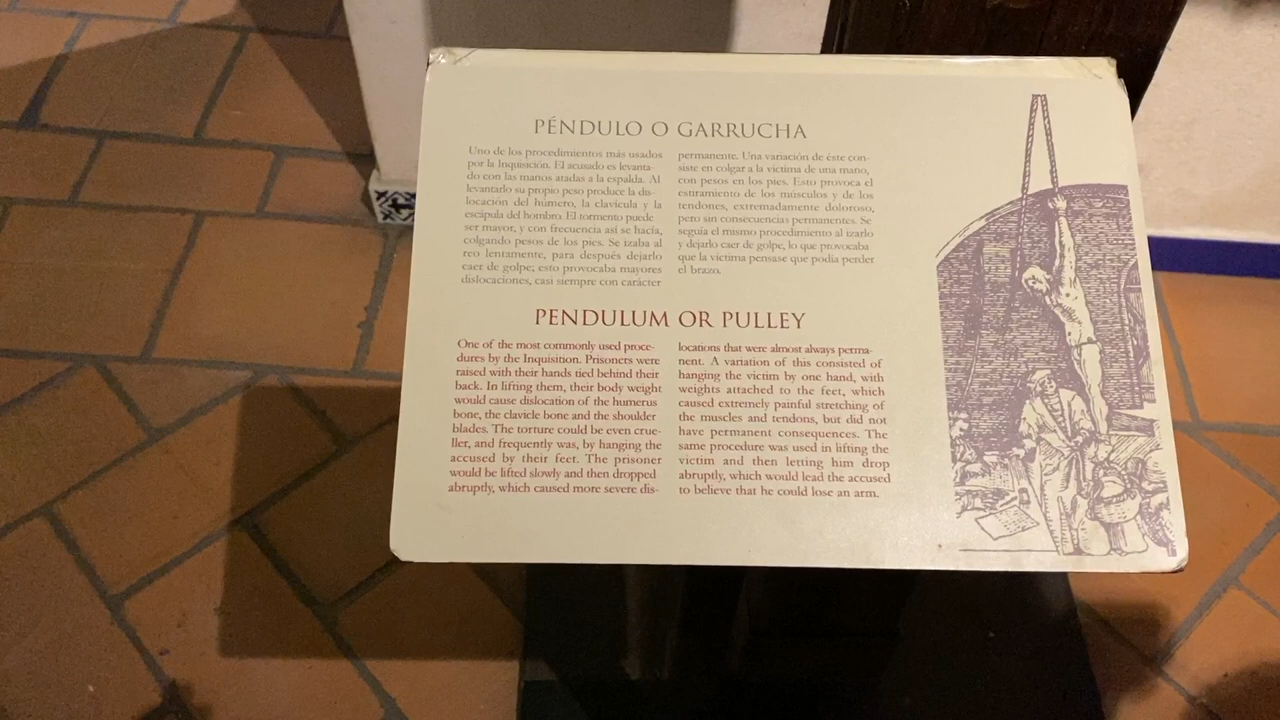 PÉNDULO O GARRUCHA
Uno de los procedimientos más usados
por la Inquisición. El acusado es levanta-
do con las manos atadas a la espalda. Al
levantarlo su propio peso produce la dis-
locación del húmero, la clavícula y la
escápula del hombro. El tormento puede
ser mayor, y con frecuencia así se hacía,
colgando pesos de los pies. Se izaba al
reo lentamente, para después dejarlo
caer de golpe; esto provocaba mayores
dislocaciones, casi siempre con carácter
permanente. Una variación de éste con-
siste en colgar a la víctima de una mano,
con pesos en los pies. Esto provoca el
estiramiento de los músculos y de los
tendones, extremadamente doloroso,
pero sin consecuencias permanentes. Se
seguía el mismo procedimiento al izarlo
y dejarlo caer de golpe, lo que provocaba
que la víctima pensase que podía perder
el brazo.
PENDULUM OR PULLEY
One of the most commonly used proce-
dures by the Inquisition. Prisoners were
raised with their hands tied behind their
back. In lifting them, their body weight
would cause dislocation of the humerus
bone, the clavicle bone and the shoulder
blades. The torture could be even crue-
ller, and frequently was, by hanging the
accused by their feet. The prisoner
would be lifted slowly and then dropped
abruptly, which caused more severe dis-
locations that were almost always perma-
nent. A variation of this consisted of
hanging the victim by one hand, with
weights attached to the feet, which
caused extremely painful stretching of
the muscles and tendons, but did not
have permanent consequences. The
same procedure was used in lifting the
victim and then letting him drop
abruptly, which would lead the accused
to believe that he could lose an arm.